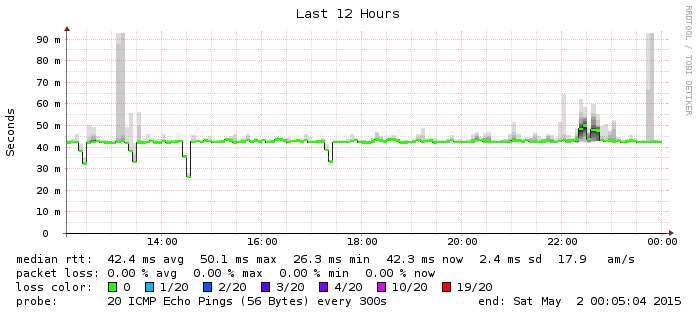 Last 12 Hours
RRDTOOL / TOBI OETIKER
Seconds
90 m
80 m
70 m
60 m
50 m
40 m
30 m
20 m
10 m
0
14:00 16:00 18:00 20:00 22:00 00:00
median rtt: 42.4 ms avg 50.1 ms max 26.3 ms min 42.3 ms now 2.4 ms sd 17.9 am/s
packet loss: 0.00 % avg 0.00 % max 0.00 % min 0.00 % now
loss color: 0 1/20 2/20 3/20 4/20 10/20 19/20
probe: 20 ICMP Echo Pings (56 Bytes) every 300s end: Sat May 2 00:05:04 2015